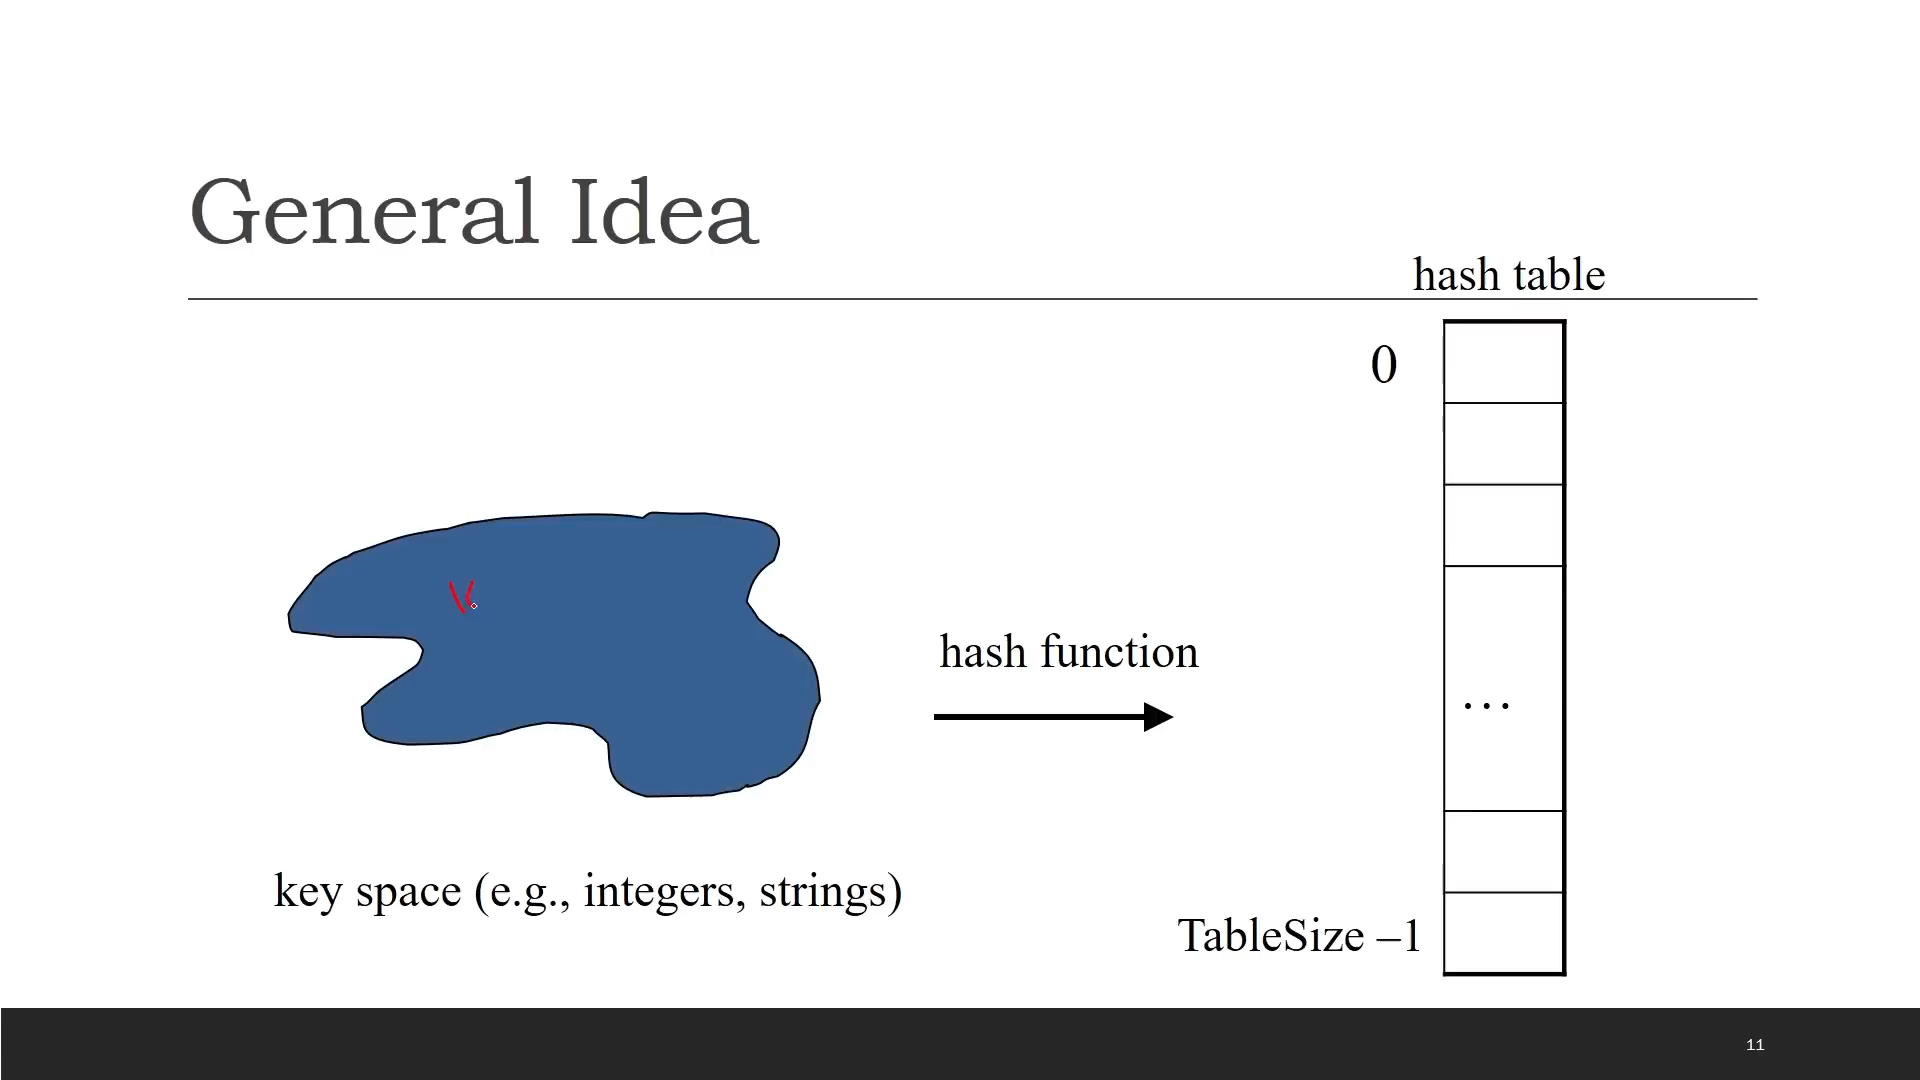 General Idea
hash table
0
hash function
...
key space (e.g., integers, strings)
TableSize –1
11